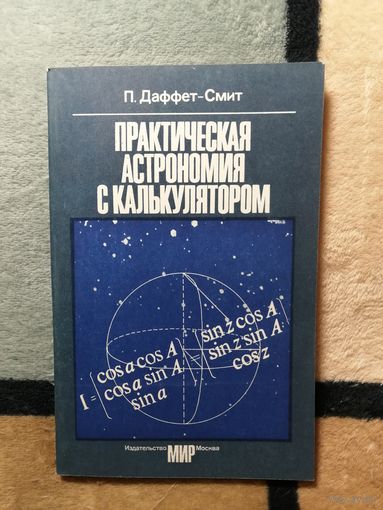 П. Даффет-Смит
ПРАКТИЧЕСКАЯ
АСТРОНОМИЯ
С КАЛЬКУЛЯТОРОМ
I = (cos a·cos A) = (sin z cos A)
cos a sin A sin z sin A
sin a cos z
Издательство МИР Москва